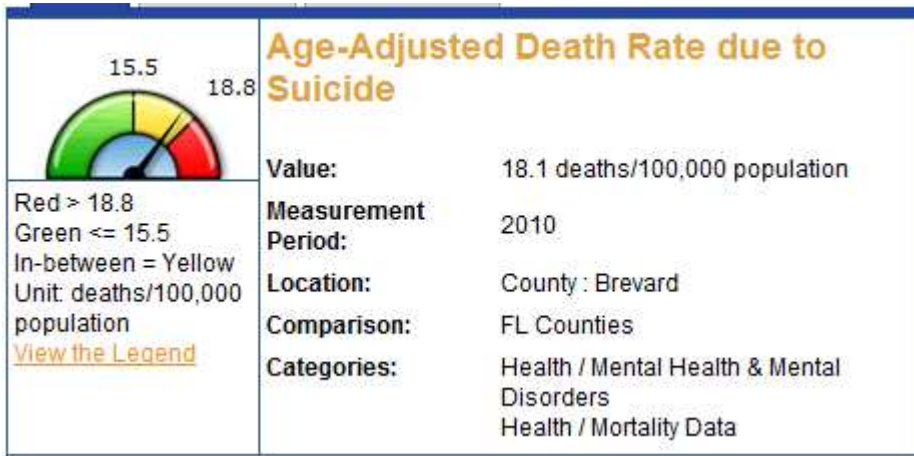 15.5
18.8
Red > 18.8
Green <= 15.5
In-between = Yellow
Unit: deaths/100,000
population
View the Legend
Age-Adjusted Death Rate due to
Suicide
Value: 18.1 deaths/100,000 population
Measurement
Period: 2010
Location: County : Brevard
Comparison: FL Counties
Categories: Health / Mental Health & Mental
Disorders
Health / Mortality Data